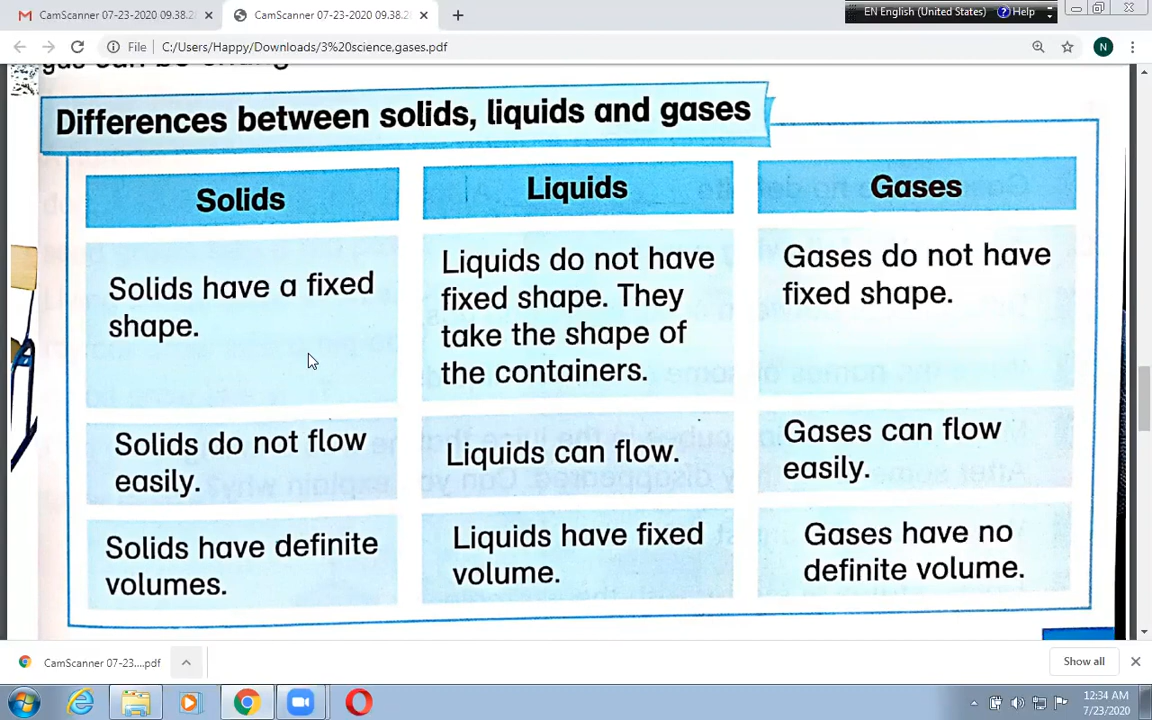 CamScanner 07-23-2020 09.38.2
CamScanner 07-23-2020 09.38.2
EN English (United States)
Help
File
C:/Users/Happy/Downloads/3%20science.gases.pdf
N
Differences between solids, liquids and gases
Solids
Liquids
Gases
Solids have a fixed
shape.
Liquids do not have
fixed shape. They
take the shape of
the containers.
Gases do not have
fixed shape.
Solids do not flow
easily.
Liquids can flow.
Gases can flow
easily.
Solids have definite
volumes.
Liquids have fixed
volume.
Gases have no
definite volume.
CamScanner 07-23....pdf
Show all
12:34 AM
7/23/2020